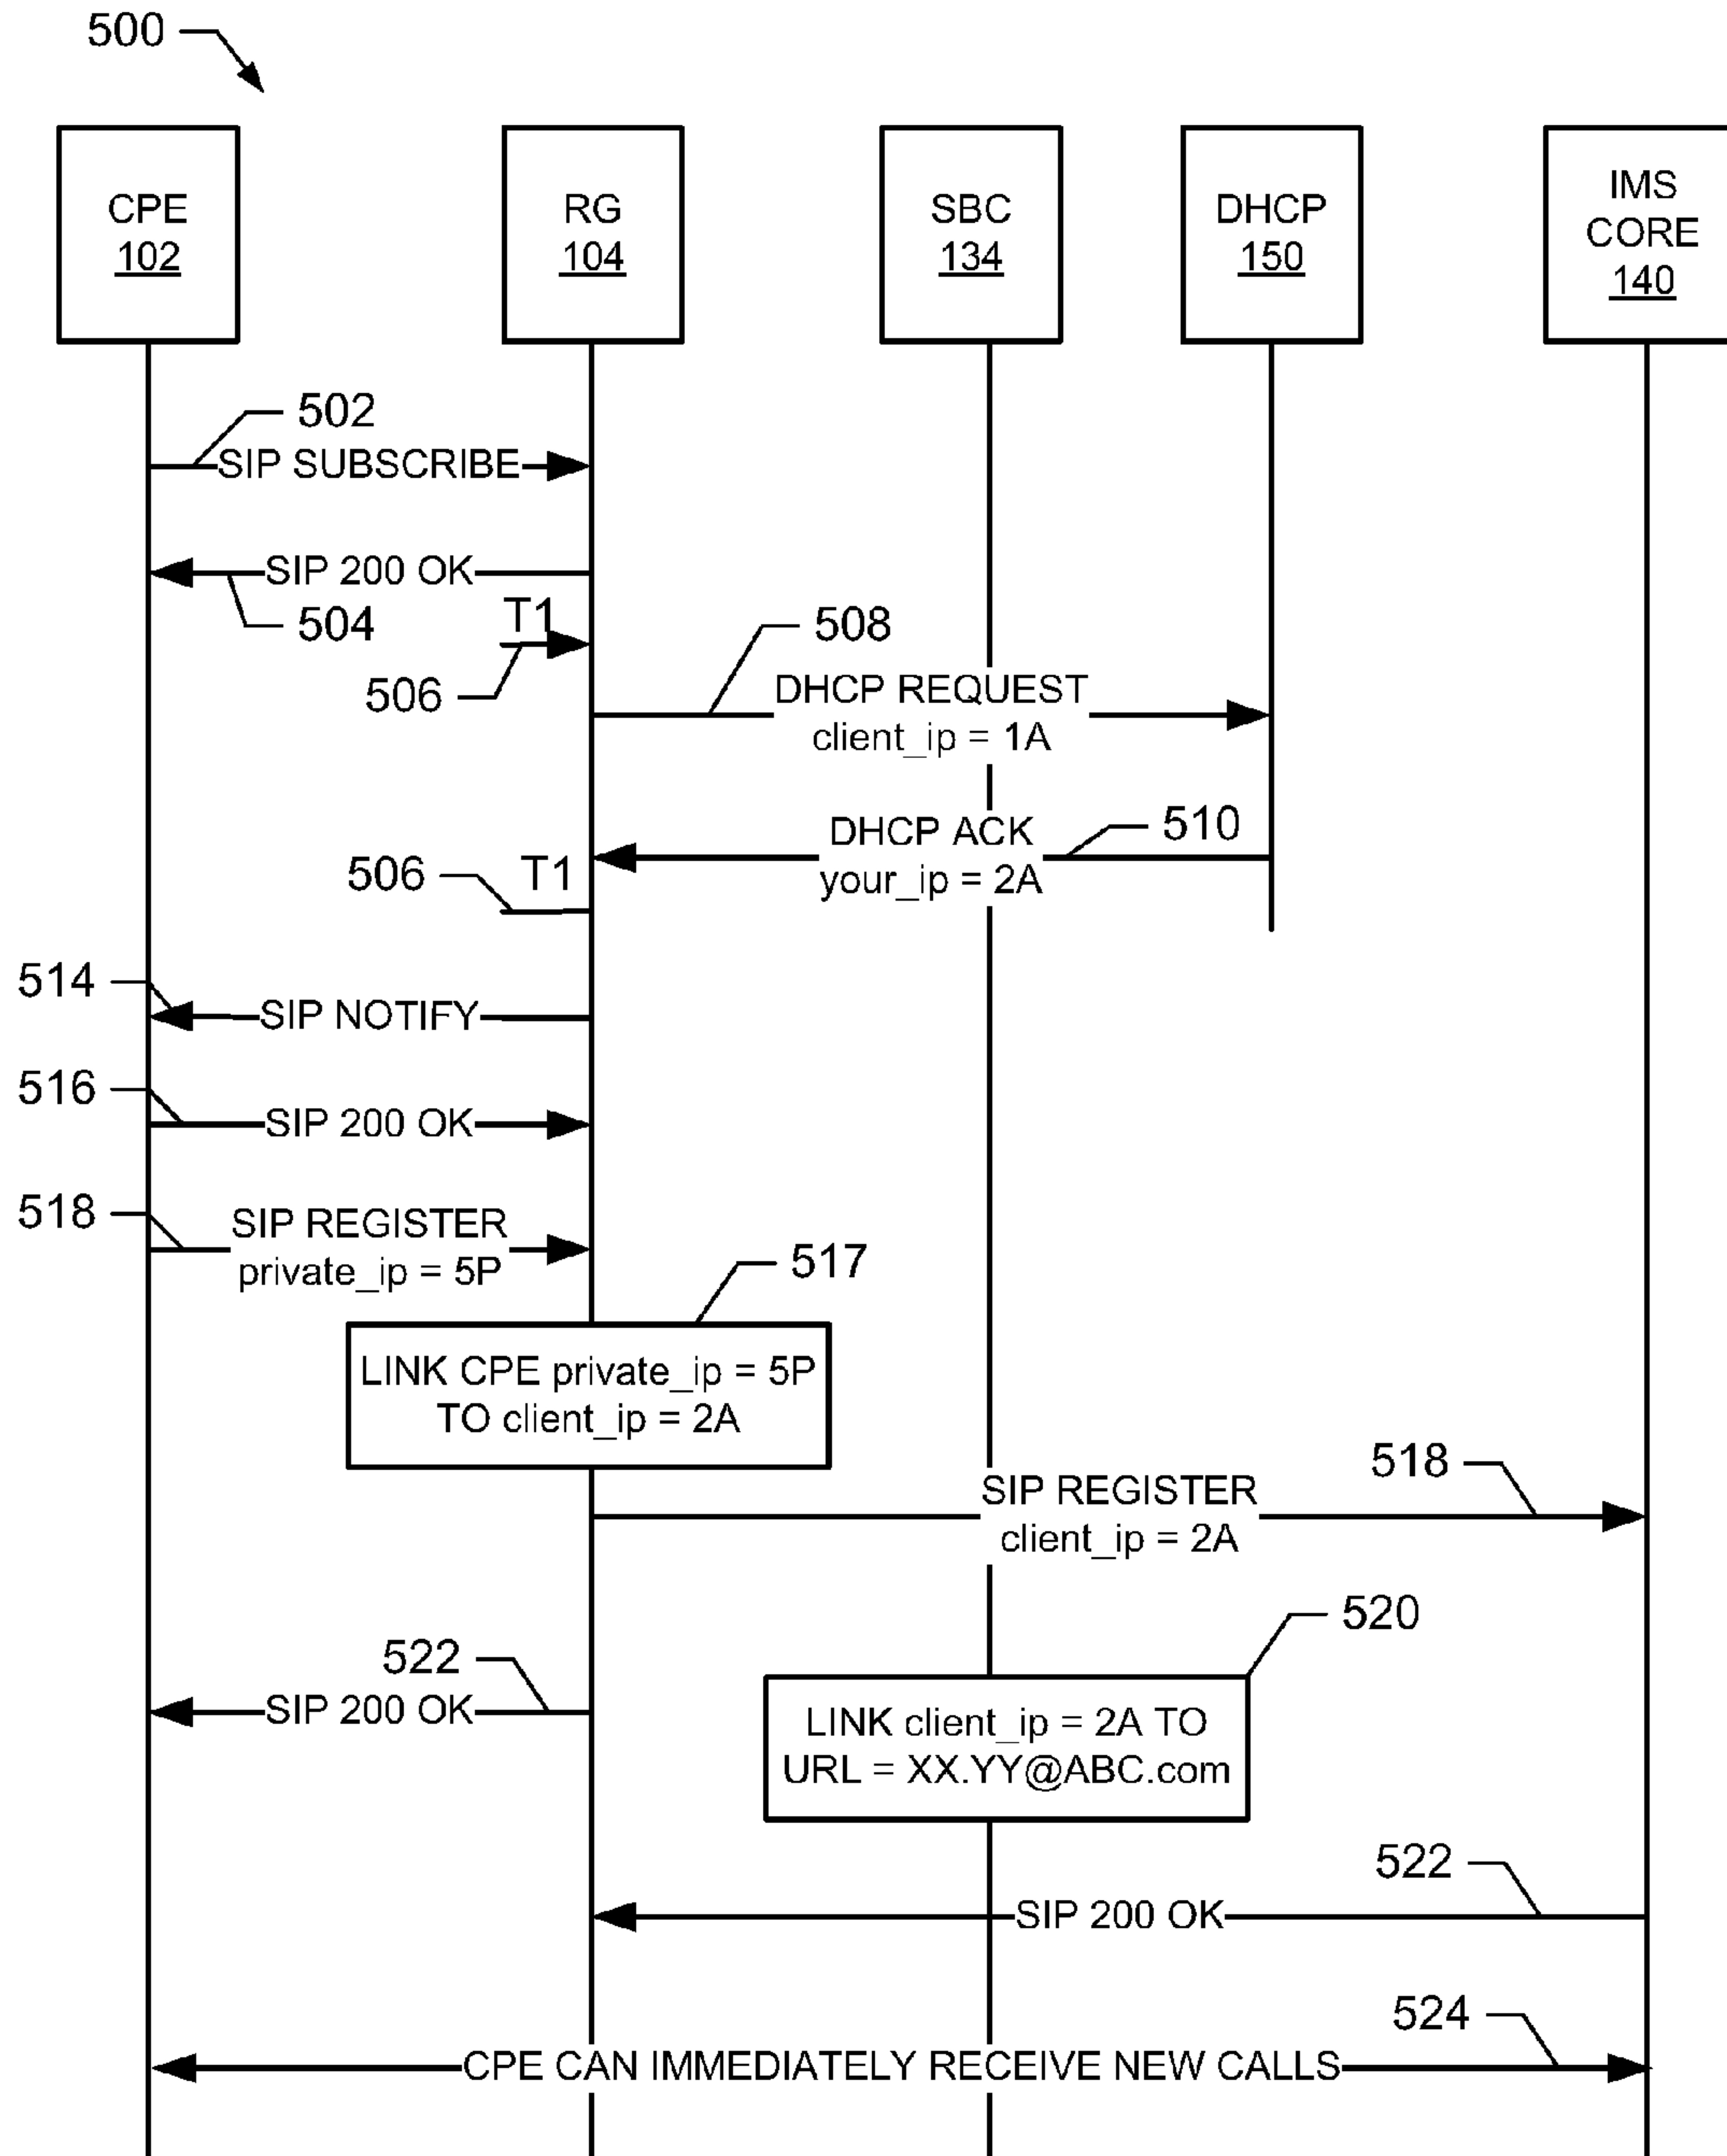 500
CPE
102
RG
104
SBC
134
DHCP
150
IMS
CORE
140
502
SIP SUBSCRIBE
SIP 200 OK
504
T1
506
508
DHCP REQUEST
client_ip = 1A
DHCP ACK
your_ip = 2A
510
506
T1
514
SIP NOTIFY
516
SIP 200 OK
518
SIP REGISTER
private_ip = 5P
517
LINK CPE private_ip = 5P
TO client_ip = 2A
518
SIP REGISTER
client_ip = 2A
520
522
SIP 200 OK
LINK client_ip = 2A TO
URL = XX.YY@ABC.com
522
SIP 200 OK
524
CPE CAN IMMEDIATELY RECEIVE NEW CALLS